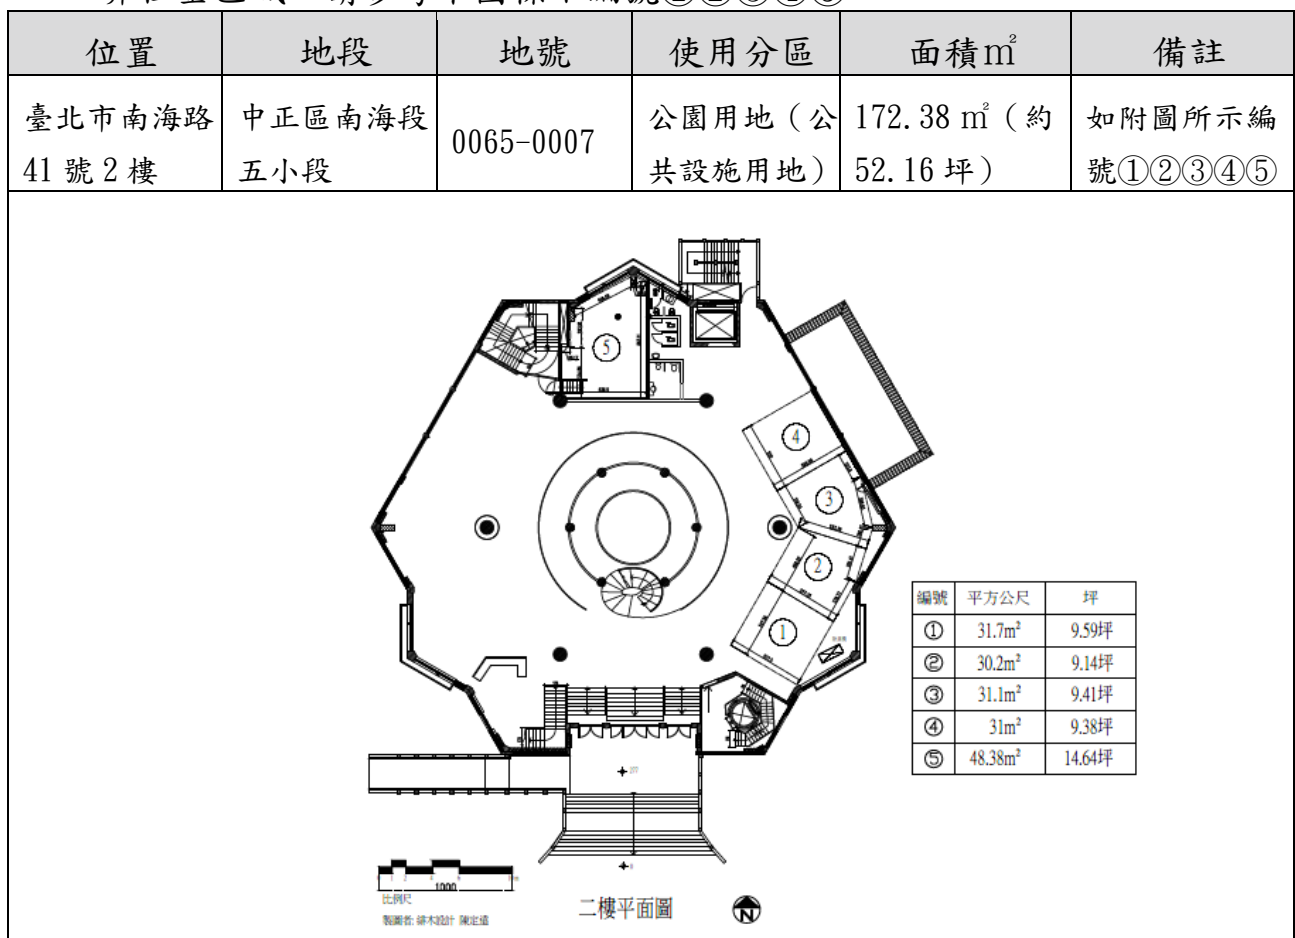 位置 地段 地號 使用分區 面積㎡ 備註
臺北市南海路 中正區南海段 0065-0007 公園用地（公 172.38 ㎡（約 如附圖所示編
41 號 2 樓 五小段 共設施用地） 52.16 坪） 號①②③④⑤
5
4
3
2
1
編號 平方公尺 坪
① 31.7m² 9.59坪
② 30.2m² 9.14坪
③ 31.1m² 9.41坪
④ 31m² 9.38坪
⑤ 48.38m² 14.64坪
1000
比例尺
二樓平面圖
N